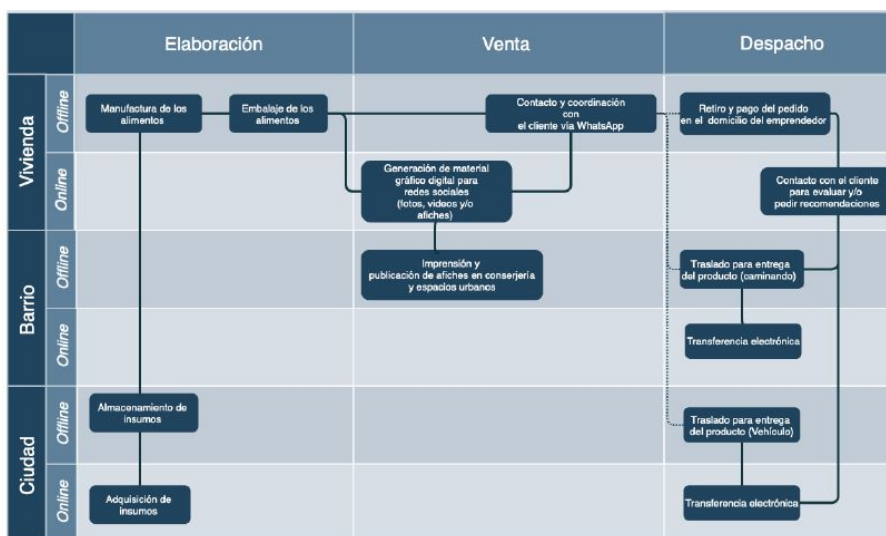 Elaboración
Venta
Despacho
Vivienda
Offline
Manufactura de los
alimentos
Embalaje de los
alimentos
Contacto y coordinación
con
el cliente vía WhatsApp
Retiro y pago del pedido
en el domicilio del emprendedor
Online
Generación de material
gráfico digital para
redes sociales
(fotos, videos y/o
afiches)
Contacto con el cliente
para evaluar y/o
pedir recomendaciones
Barrio
Offline
Imprensión y
publicación de afiches en conserjería
y espacios urbanos
Traslado para entrega
del producto (caminando)
Online
Transferencia electrónica
Ciudad
Offline
Almacenamiento de
insumos
Traslado para entrega
del producto (Vehículo)
Online
Adquisición de
insumos
Transferencia electrónica